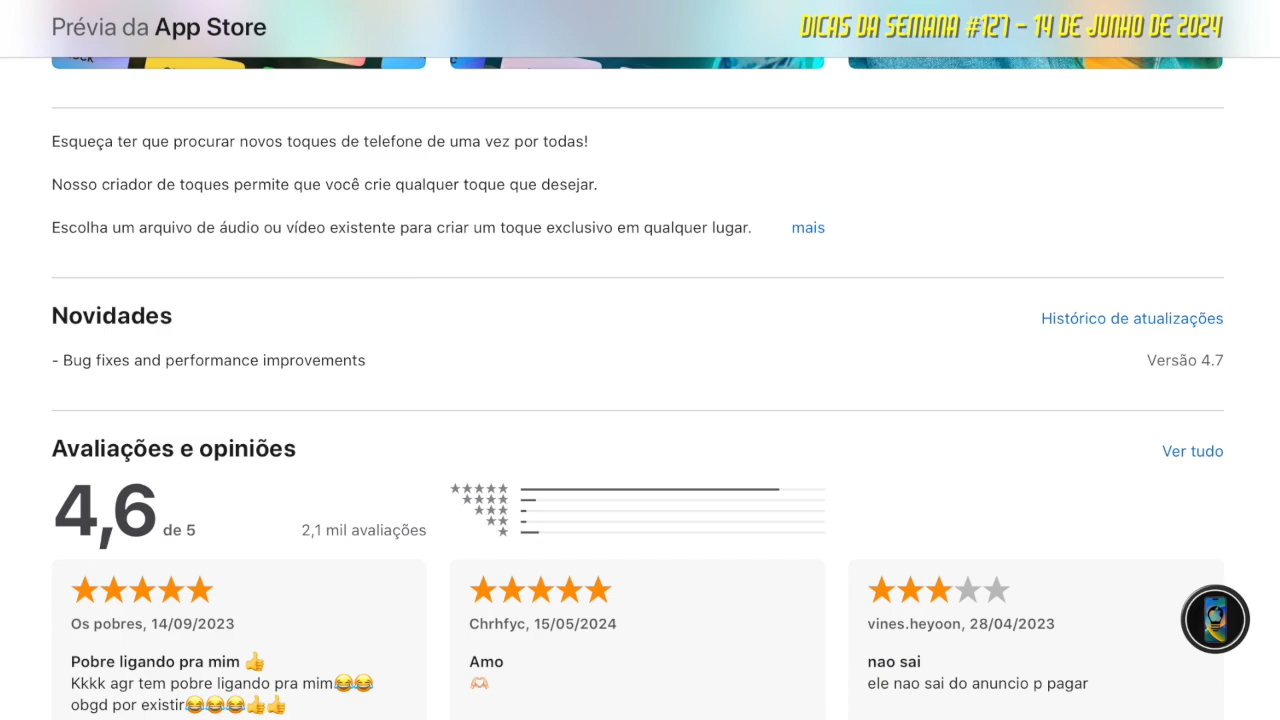 Prévia da App Store
DICAS DA SEMANA #127 - 14 DE JUNHO DE 2024
Esqueça ter que procurar novos toques de telefone de uma vez por todas!
Nosso criador de toques permite que você crie qualquer toque que desejar.
Escolha um arquivo de áudio ou vídeo existente para criar um toque exclusivo em qualquer lugar. mais
Novidades
Histórico de atualizações
- Bug fixes and performance improvements
Versão 4.7
Avaliações e opiniões
Ver tudo
4,6 de 5
2,1 mil avaliações
Os pobres, 14/09/2023
Pobre ligando pra mim 👍
Kkkk agr tem pobre ligando pra mim😂😂
obgd por existir😂😂😂👍👍
Chrhfyc, 15/05/2024
Amo
🫶🏻
vines.heyoon, 28/04/2023
nao sai
ele nao sai do anuncio p pagar